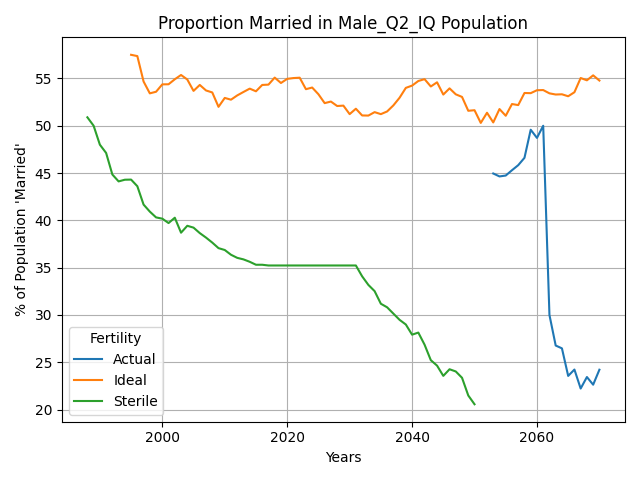 Proportion Married in Male_Q2_IQ Population
% of Population 'Married'
55
50
45
40
35
30
25
20
Fertility
Actual
Ideal
Sterile
2000 2020 2040 2060
Years